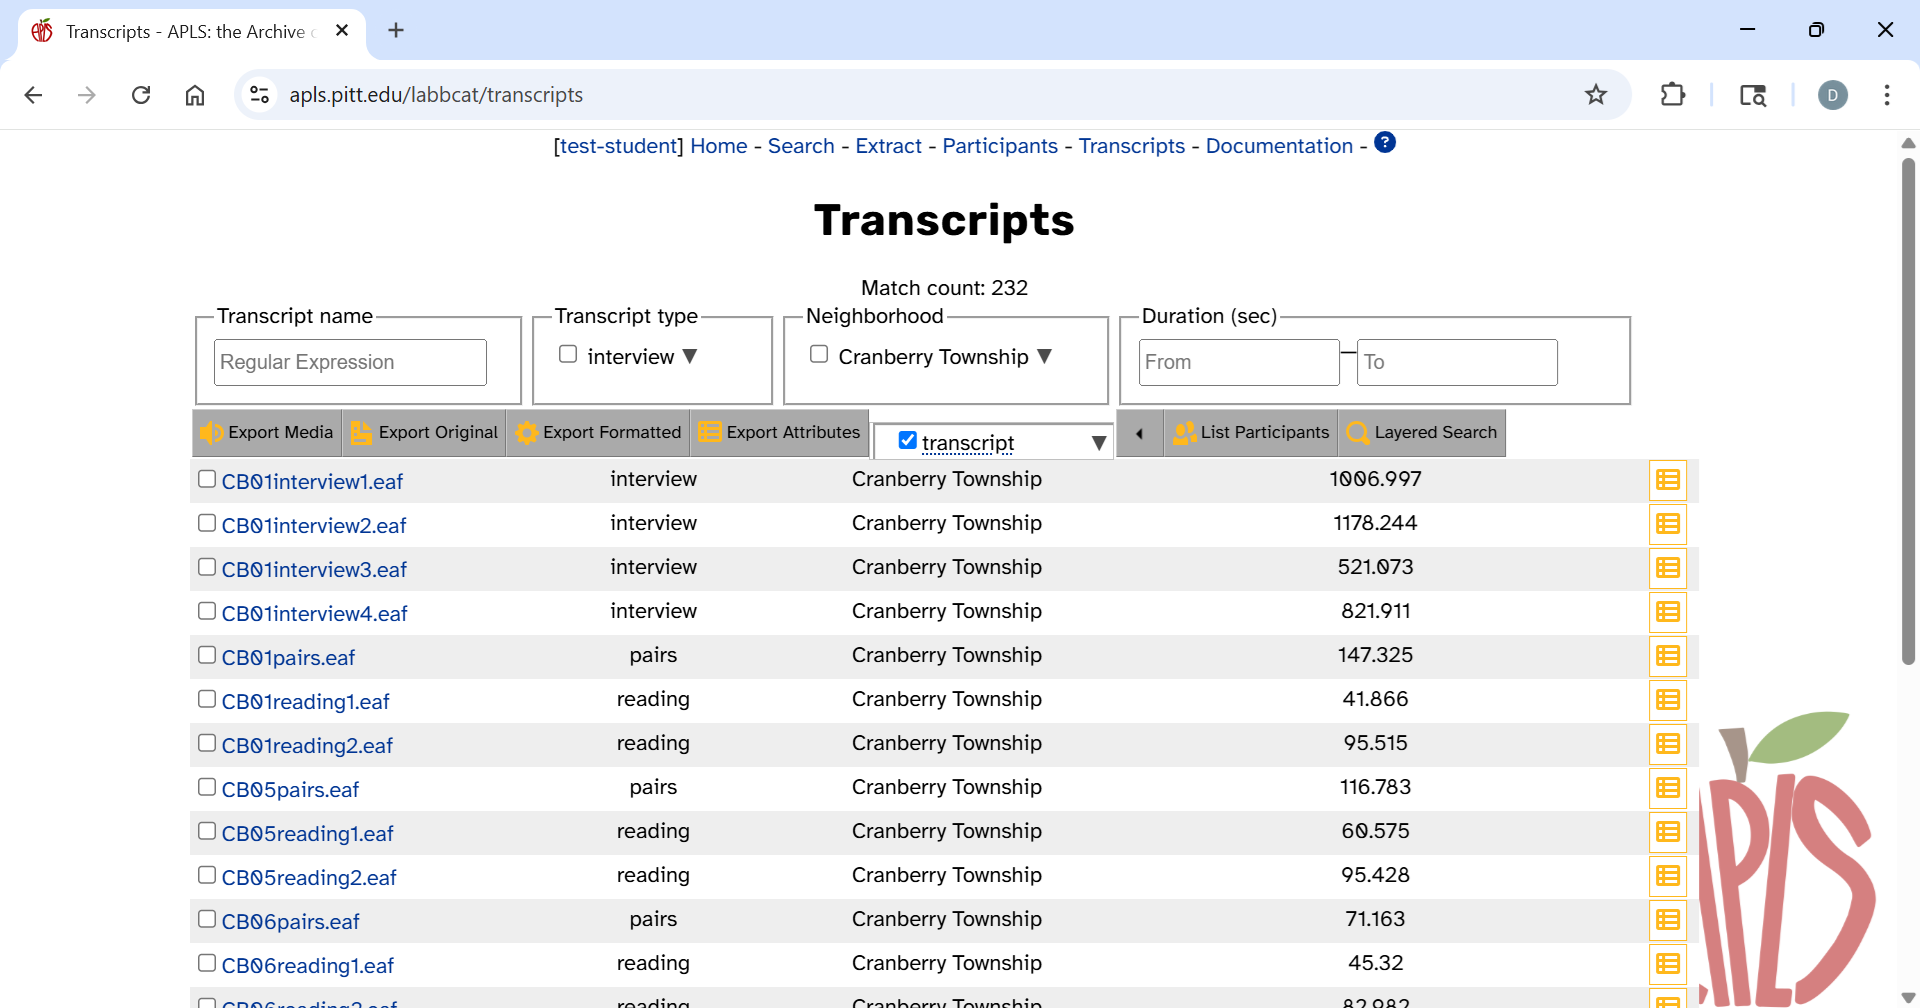 Transcripts - APLS: the Archive
apls.pitt.edu/labbcat/transcripts
D
[test-student] Home - Search - Extract - Participants - Transcripts - Documentation - ?
Transcripts
Match count: 232
Transcript name Transcript type Neighborhood Duration (sec)
Regular Expression interview ▼ Cranberry Township ▼ From – To
Export Media Export Original Export Formatted Export Attributes transcript ▼ List Participants Layered Search
CB01interview1.eaf interview Cranberry Township 1006.997
CB01interview2.eaf interview Cranberry Township 1178.244
CB01interview3.eaf interview Cranberry Township 521.073
CB01interview4.eaf interview Cranberry Township 821.911
CB01pairs.eaf pairs Cranberry Township 147.325
CB01reading1.eaf reading Cranberry Township 41.866
CB01reading2.eaf reading Cranberry Township 95.515
CB05pairs.eaf pairs Cranberry Township 116.783
CB05reading1.eaf reading Cranberry Township 60.575
CB05reading2.eaf reading Cranberry Township 95.428
CB06pairs.eaf pairs Cranberry Township 71.163
CB06reading1.eaf reading Cranberry Township 45.32
CB06reading2.eaf reading Cranberry Township 82.982
APLS